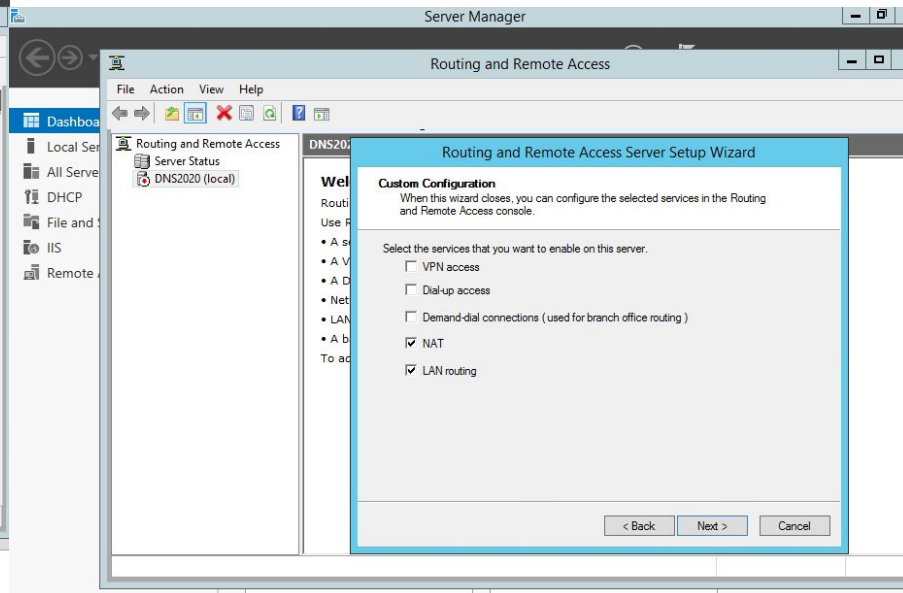 Server Manager
Routing and Remote Access
File Action View Help
Dashboa
Local Ser
All Serve
DHCP
File and
IIS
Remote
Routing and Remote Access
Server Status
DNS2020 (local)
DNS202
Wel
Routi
Use R
• A se
• A V
• A D
• Net
• LAN
• A b
To ad
Routing and Remote Access Server Setup Wizard
Custom Configuration
When this wizard closes, you can configure the selected services in the Routing
and Remote Access console.
Select the services that you want to enable on this server.
VPN access
Dial-up access
Demand-dial connections ( used for branch office routing )
NAT
LAN routing
< Back Next > Cancel